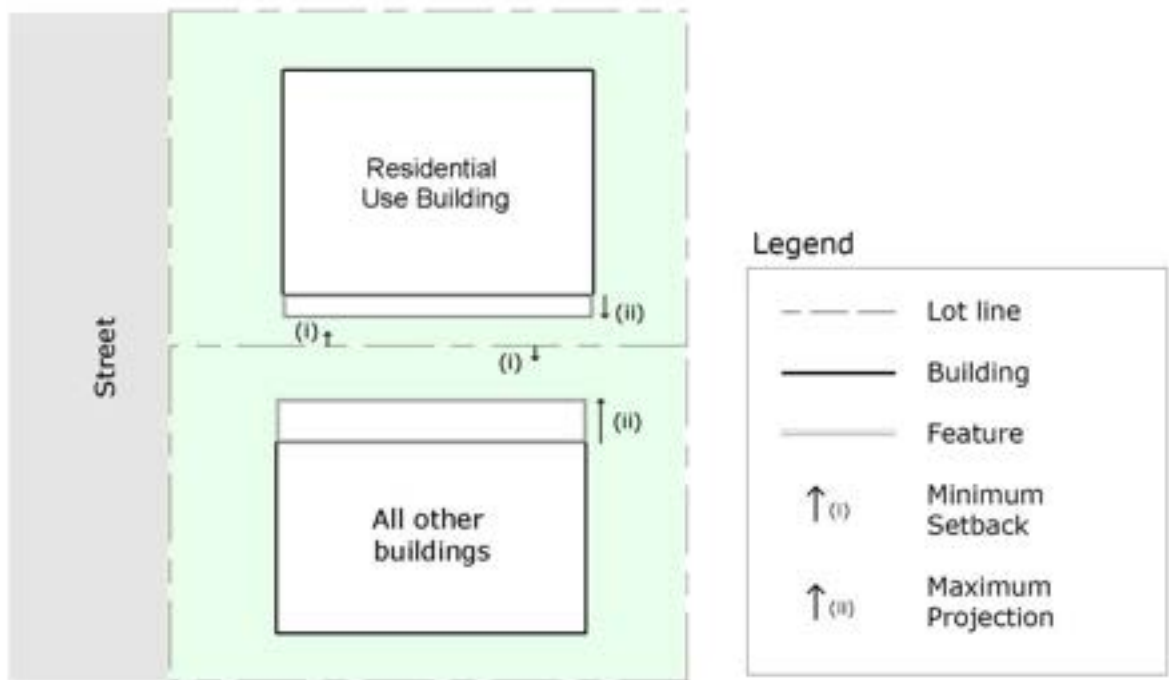 Residential
Use Building
(ii)
(i)
(i)
(ii)
Street
All other
buildings
Legend
Lot line
Building
Feature
(i)
Minimum
Setback
(ii)
Maximum
Projection